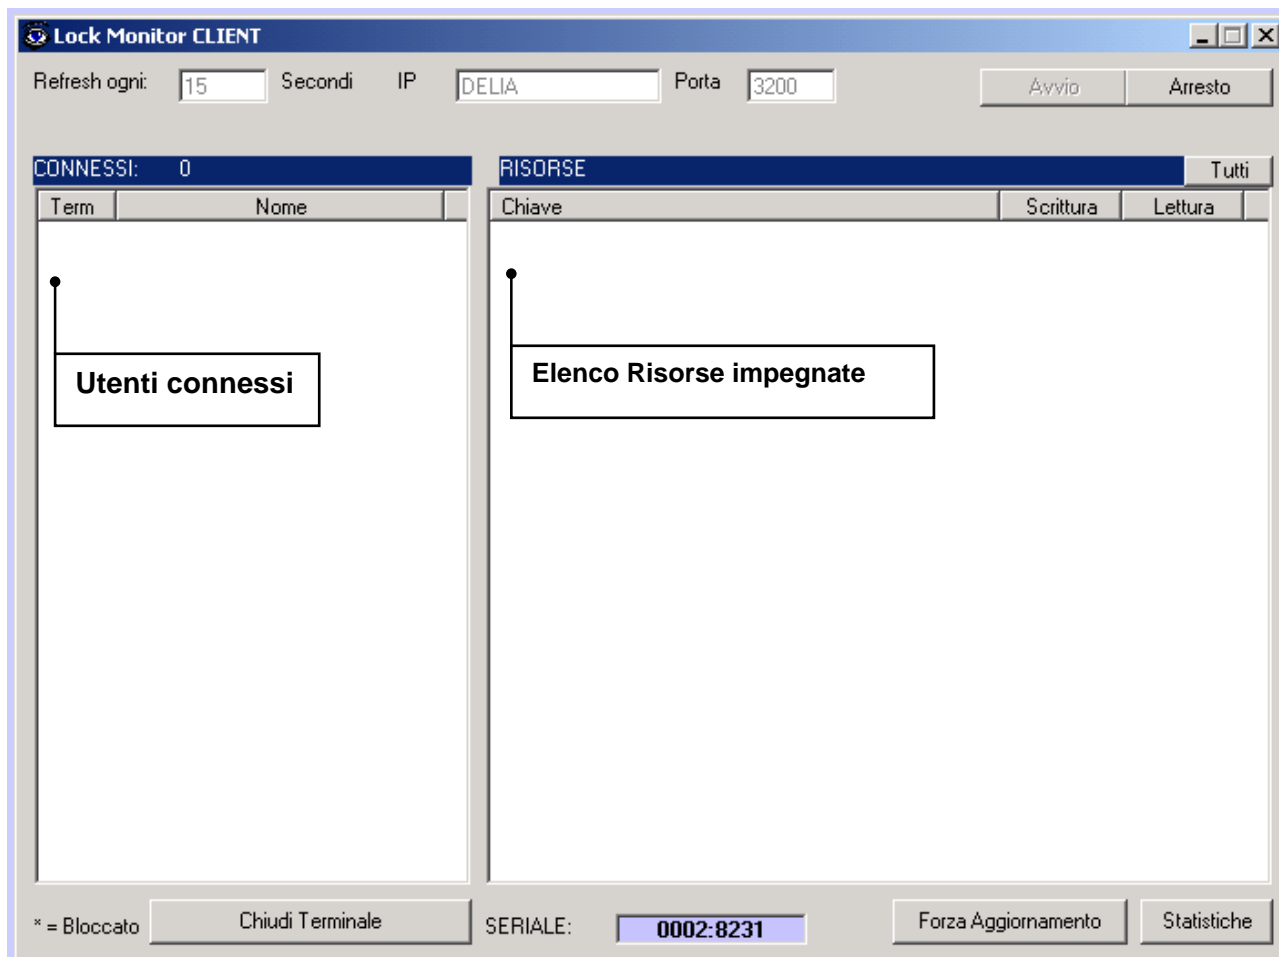 Lock Monitor CLIENT
Refresh ogni: 15 Secondi IP DELIA Porta 3200 Avvio Arresto
CONNESSI: 0 RISORSE Tutti
Term Nome Chiave Scrittura Lettura
Utenti connessi Elenco Risorse impegnate
* = Bloccato Chiudi Terminale SERIALE: 0002:8231 Forza Aggiornamento Statistiche